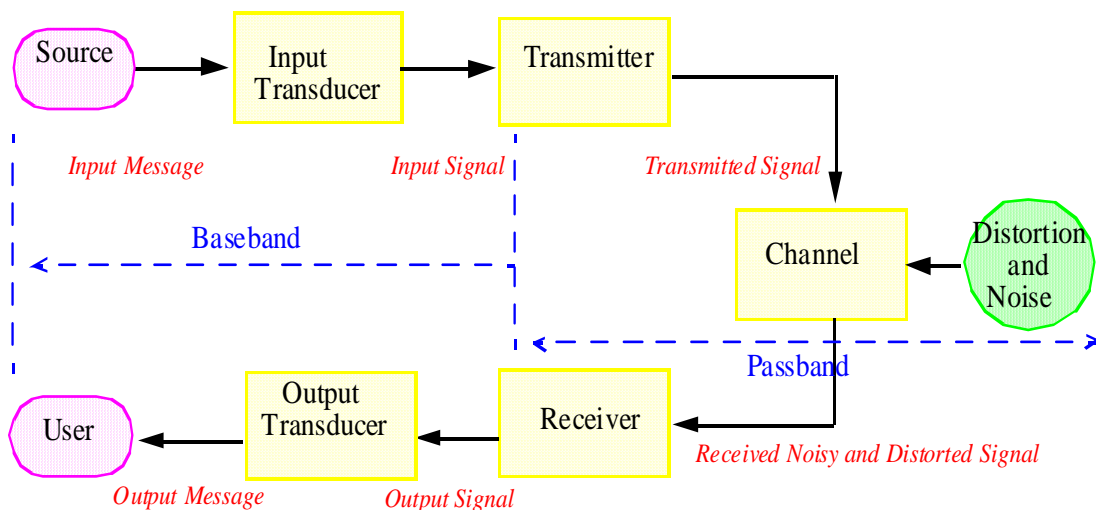 Source
Input
Transducer
Transmitter
Input Message
Input Signal
Transmitted Signal
Baseband
Channel
Distortion
and
Noise
Passband
User
Output
Transducer
Receiver
Received Noisy and Distorted Signal
Output Message
Output Signal